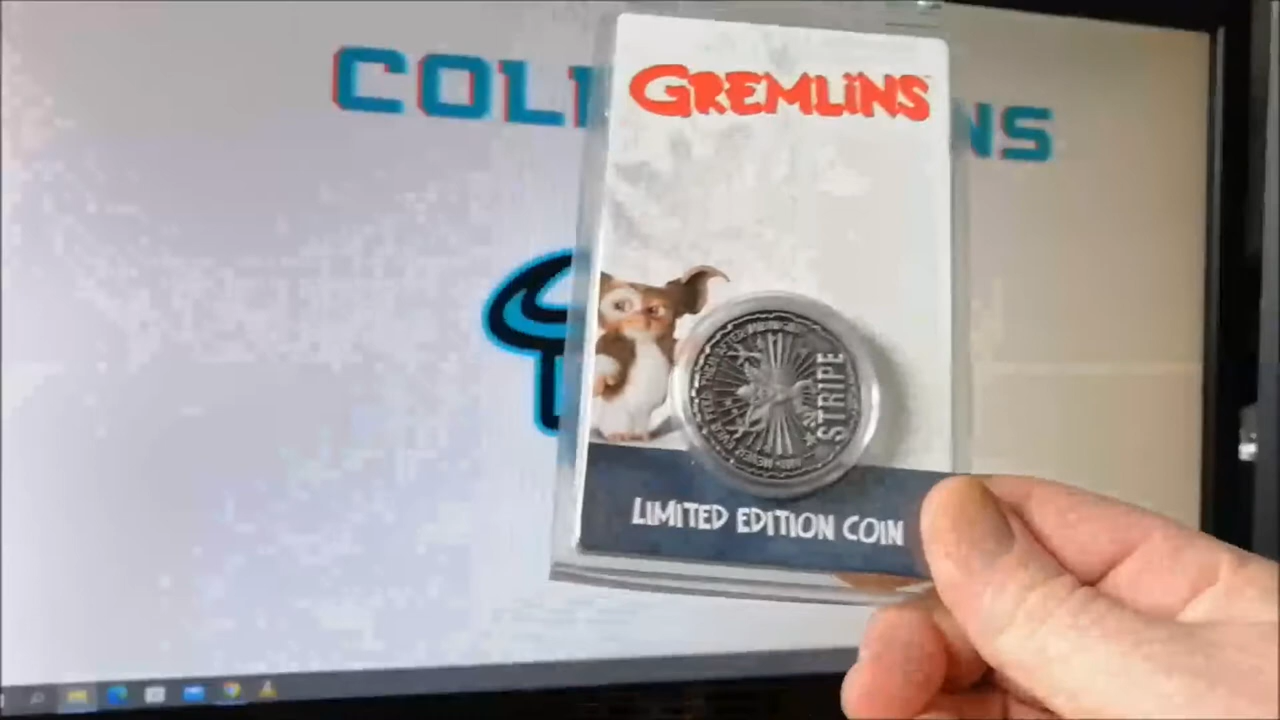 COL
NS
GREMLINS
STRIPE
LIMITED EDITION COIN